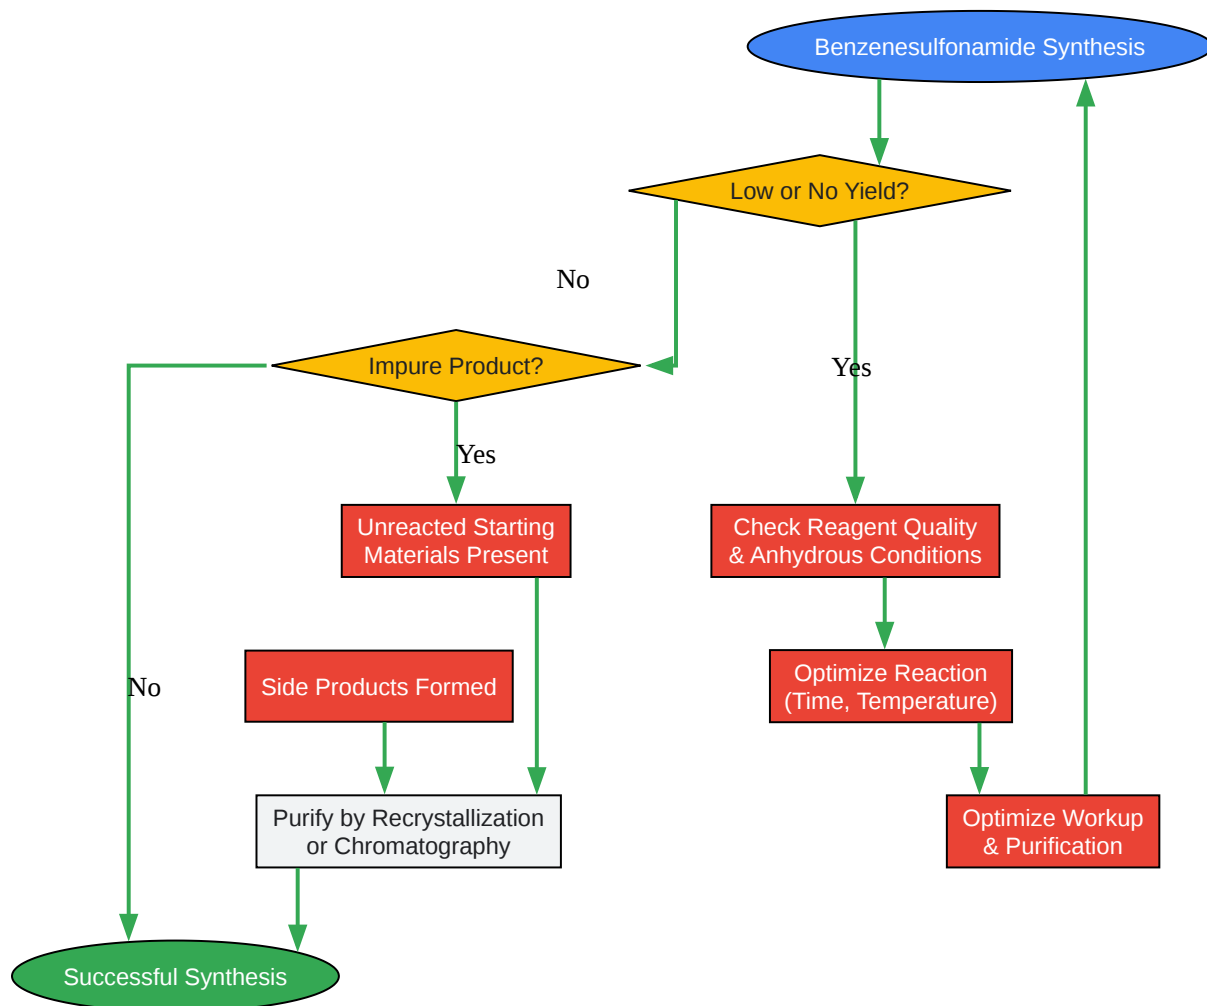 Benzenesulfonamide Synthesis
Low or No Yield?
No
Impure Product?
Yes
Yes
Unreacted Starting
Materials Present
Check Reagent Quality
& Anhydrous Conditions
No
Side Products Formed
Optimize Reaction
(Time, Temperature)
Purify by Recrystallization
or Chromatography
Optimize Workup
& Purification
Successful Synthesis